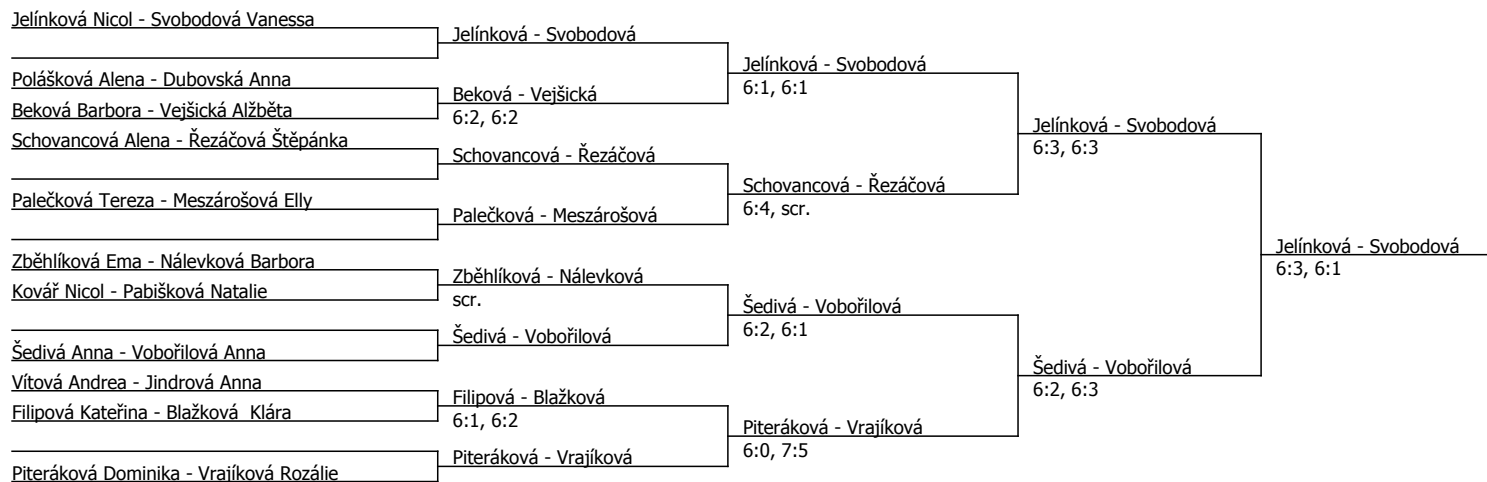 Jelínková Nicol - Svobodová Vanessa
Polášková Alena - Dubovská Anna
Beková Barbora - Vejšická Alžběta
Schovancová Alena - Řezáčová Štěpánka
Palečková Tereza - Meszárošová Elly
Zběhlíková Ema - Nálevková Barbora
Kovář Nicol - Pabišková Natalie
Šedivá Anna - Vobořilová Anna
Vítová Andrea - Jindrová Anna
Filipová Kateřina - Blažková  Klára
Piteráková Dominika - Vrajíková Rozálie
Jelínková - Svobodová
Beková - Vejšická
6:2, 6:2
Schovancová - Řezáčová
Palečková - Meszárošová
Zběhlíková - Nálevková
scr.
Šedivá - Vobořilová
Filipová - Blažková
6:1, 6:2
Piteráková - Vrajíková
Jelínková - Svobodová
6:1, 6:1
Schovancová - Řezáčová
6:4, scr.
Šedivá - Vobořilová
6:2, 6:1
Piteráková - Vrajíková
6:0, 7:5
Jelínková - Svobodová
6:3, 6:3
Šedivá - Vobořilová
6:2, 6:3
Jelínková - Svobodová
6:3, 6:1